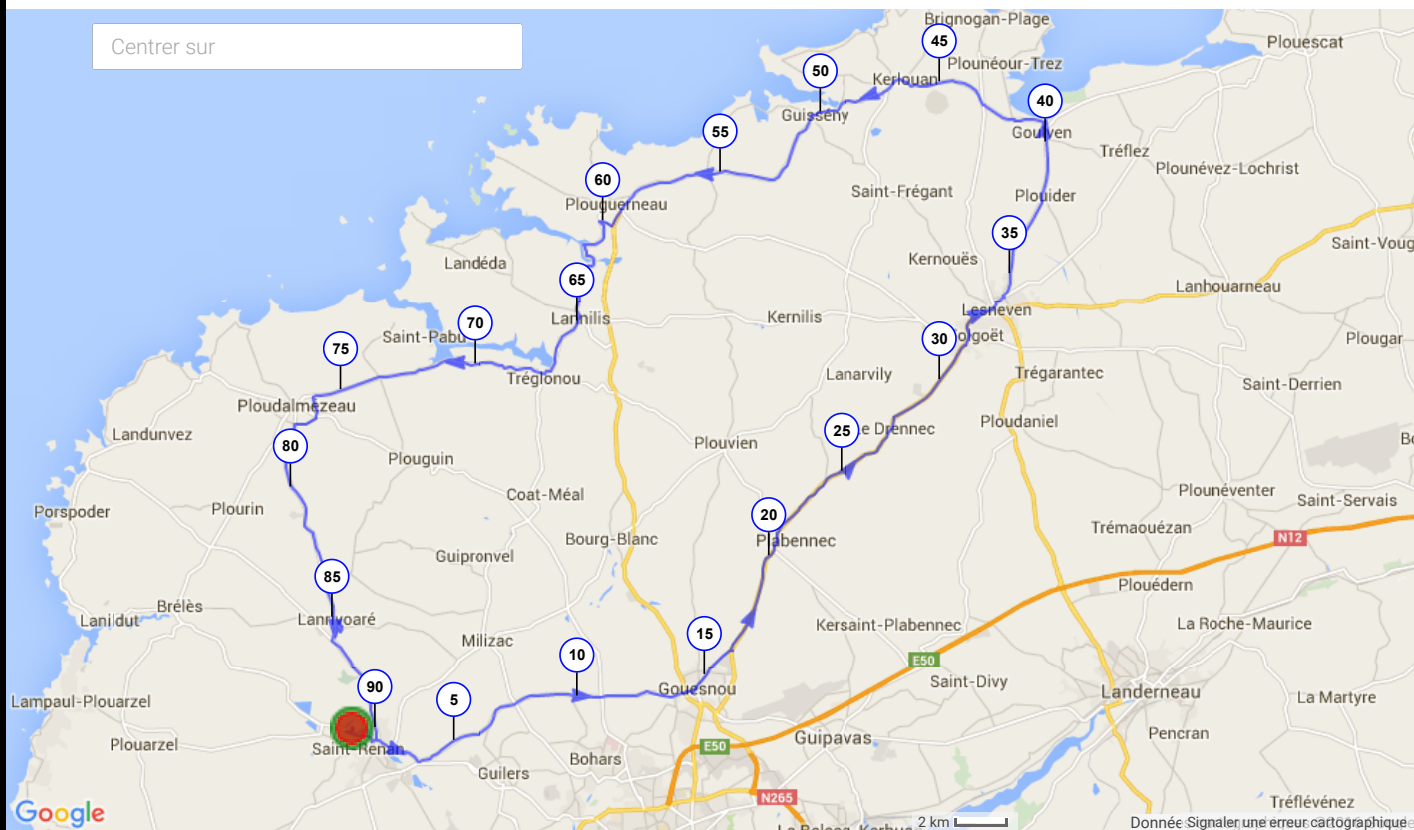 Brignogan-Plage
45
Plouescat
Centrer sur
50
Kerlouan
Plounéour-Trez
40
Guissény
55
Goulven
Tréflez
Plounévez-Lochrist
60
Saint-Frégant
Plouider
Plouguerneau
35
Saint-Voug
Landéda
Kernouës
65
Lanhouarneau
Lesneven
Lannilis
Kernilis
70
Saint-Pabu
30
olgoët
Plougar
75
Tréglonou
Lanarvily
Trégarantec
Saint-Derrien
Ploudalmézeau
Ploudaniel
25
e Drennec
Landunvez
80
Plouvien
Plouguin
Coat-Méal
Plounéventer
Saint-Servais
Porspoder
Plourin
20
Trémaouézan
Bourg-Blanc
Plabennec
N12
Guipronvel
85
Plouédern
Brélès
Lanildut
Lanrivoaré
Kersaint-Plabennec
La Roche-Maurice
15
Milizac
10
E50
Saint-Divy
90
5
Gouesnou
Landerneau
La Martyre
Lampaul-Plouarzel
Plouarzel
Saint-Renan
E50
Guipavas
Pencran
Bohars
Guilers
N265
Tréflévénez
Google
2 km
Donnée Signaler une erreur cartographique